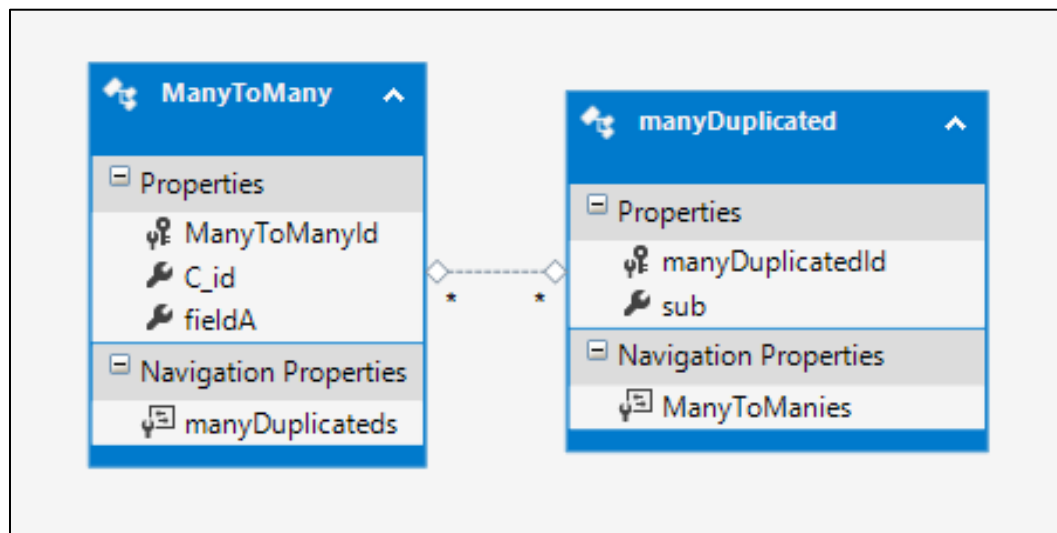 ManyToMany
Properties
ManyToManyId
C_id
fieldA
Navigation Properties
manyDuplicateds
* *
manyDuplicated
Properties
manyDuplicatedId
sub
Navigation Properties
ManyToManies